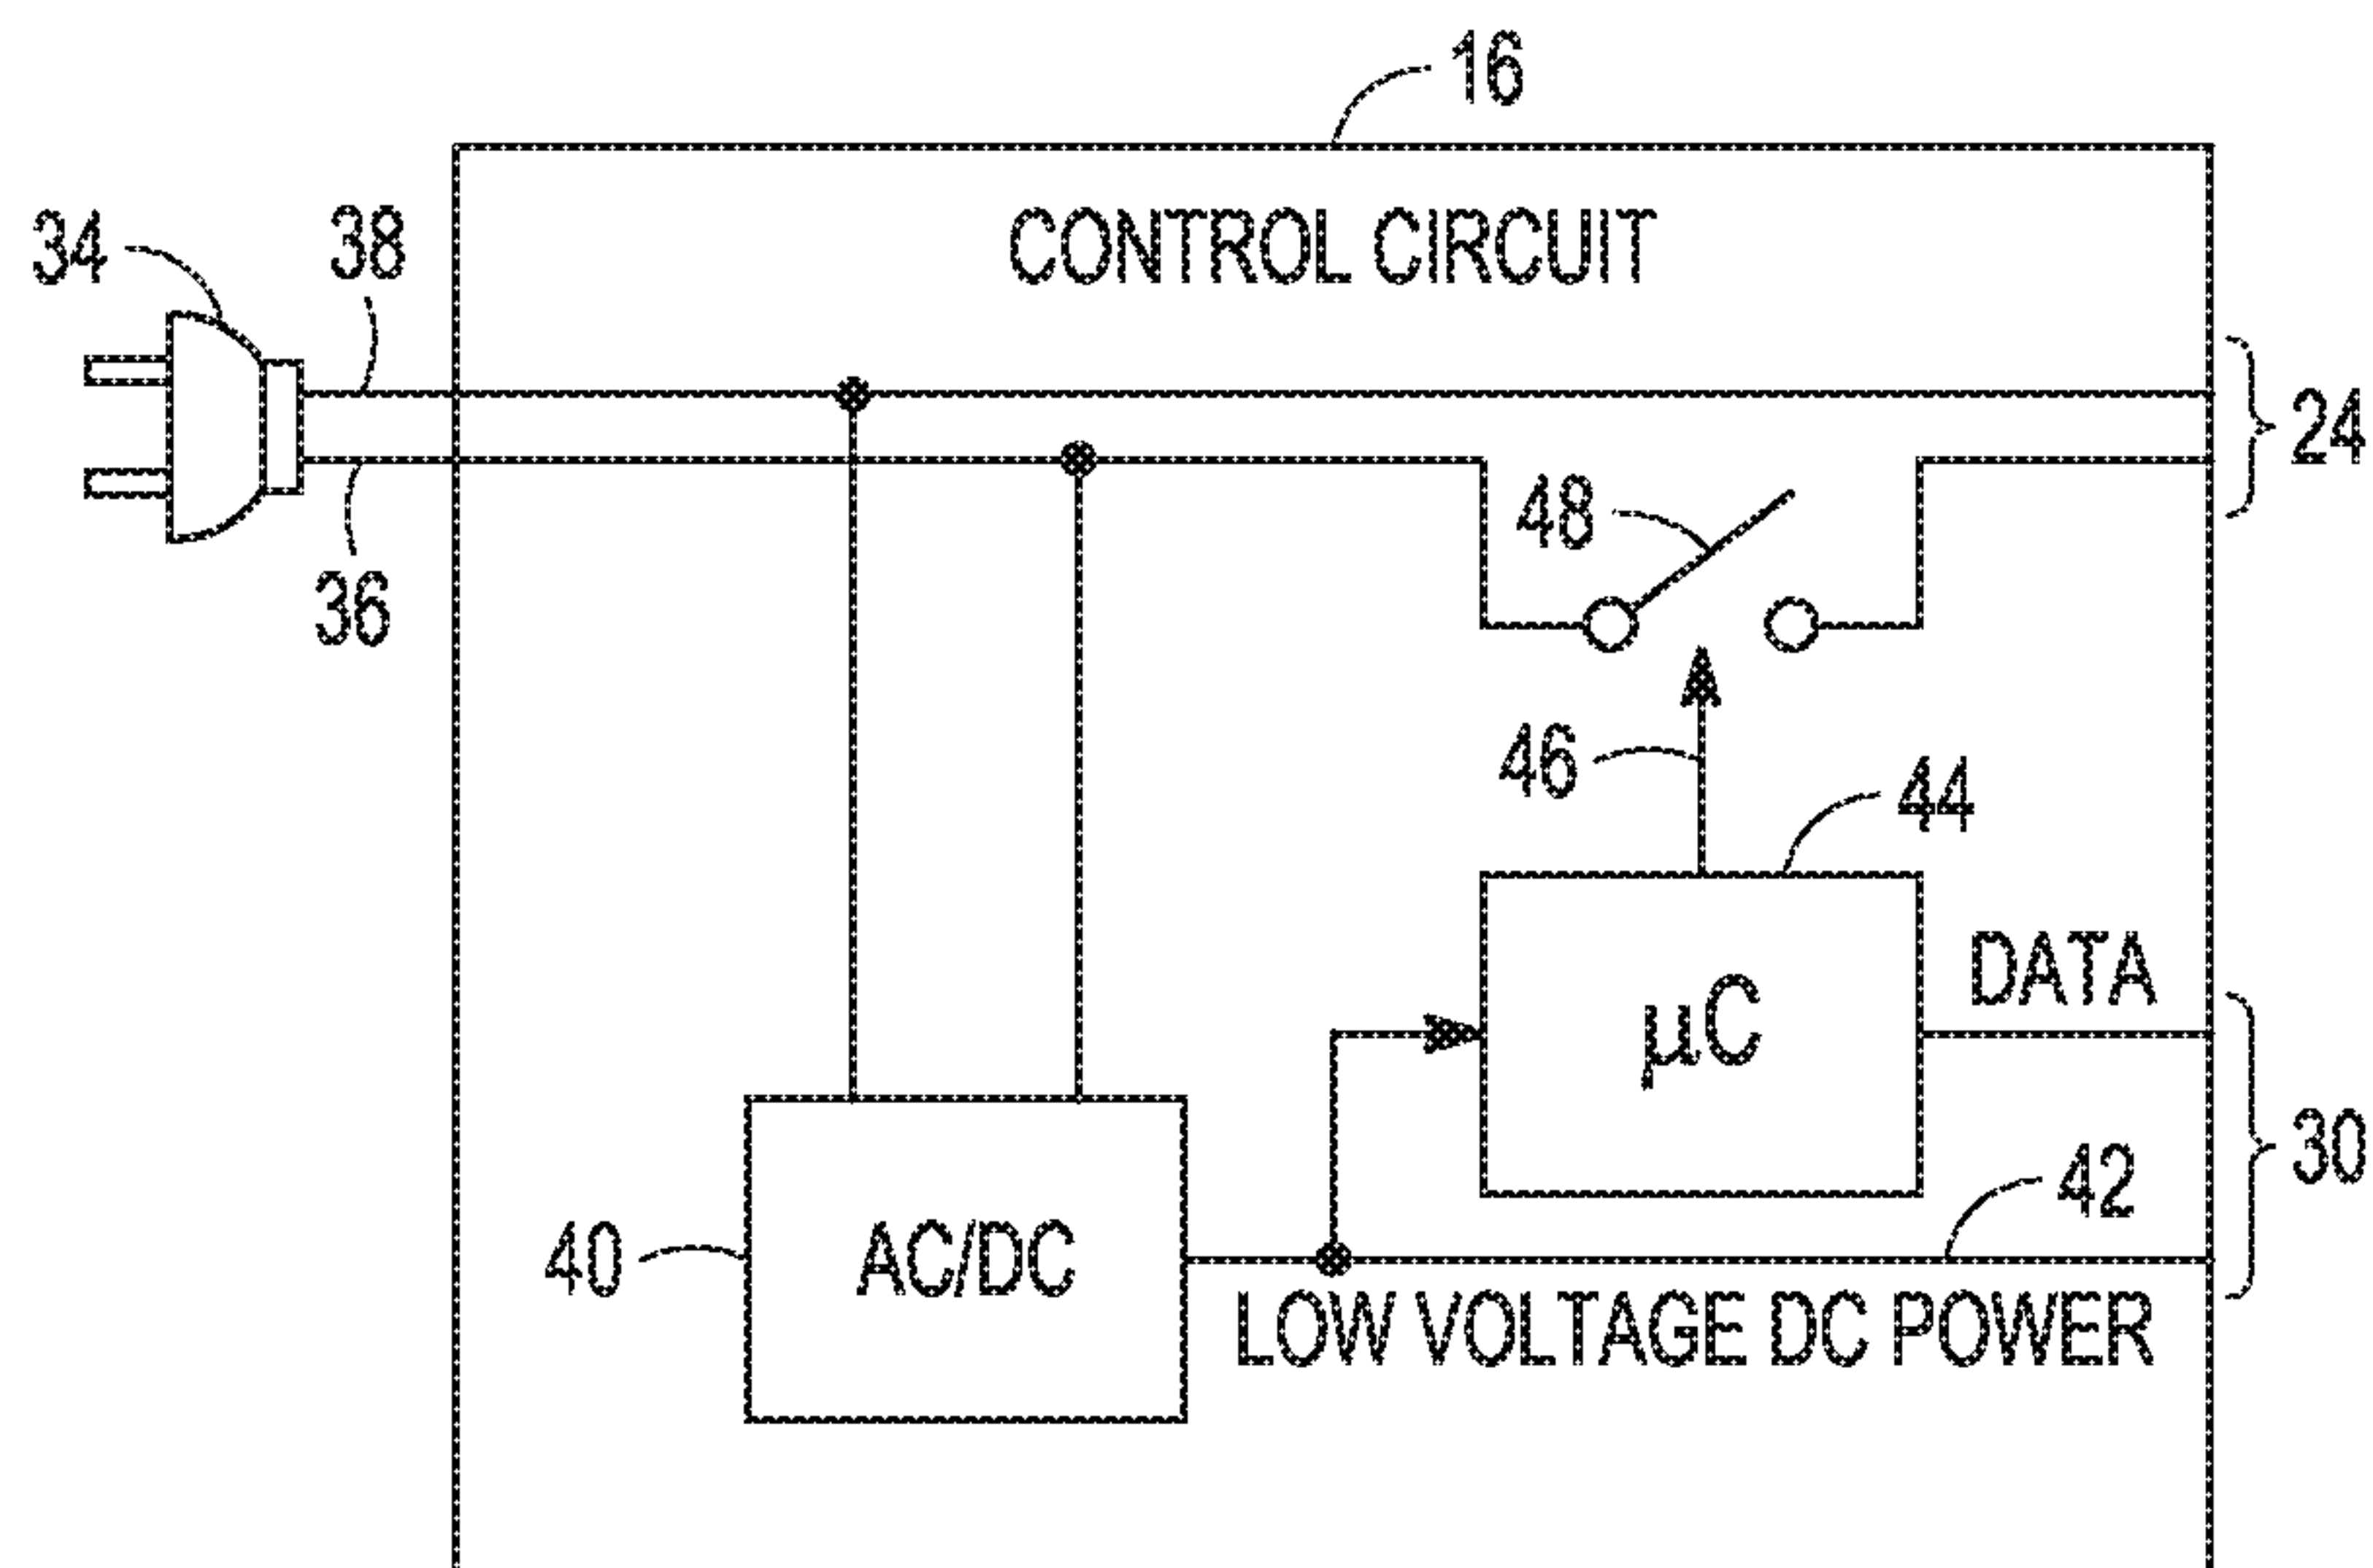 16
CONTROL CIRCUIT
34
38
24
48
36
46
44
DATA
µC
30
42
40
AC/DC
LOW VOLTAGE DC POWER